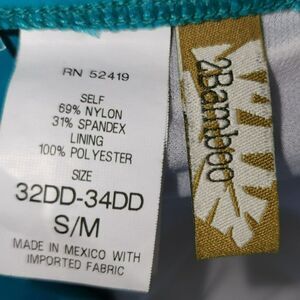 RN 52419
SELF
69% NYLON
31% SPANDEX
LINING
100% POLYESTER
SIZE
32DD-34DD
S/M
MADE IN MEXICO WITH
IMPORTED FABRIC
2Bamboo